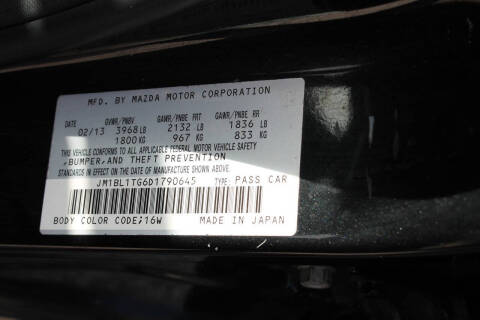 MFD. BY MAZDA MOTOR CORPORATION
DATE GVWR/PNBV GAWR/PNBE FRT GAWR/PNBE RR
02/13 3968 LB 2132 LB 1836 LB
1800 KG 967 KG 833 KG
THIS VEHICLE CONFORMS TO ALL APPLICABLE FEDERAL MOTOR VEHICLE SAFETY
,BUMPER,AND THEFT PREVENTION
STANDARDS IN EFFECT ON THE DATE OF MANUFACTURE SHOWN ABOVE.
JM1BL1TG6D1790645 TYPE: PASS CAR
BODY COLOR CODE;16W MADE IN JAPAN